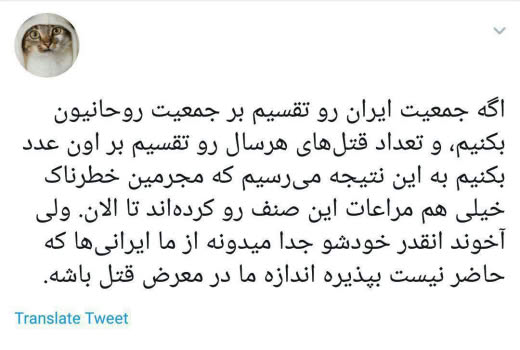 اگه جمعیت ایران رو تقسیم بر جمعیت روحانیون
بکنیم، و تعداد قتل‌های هرسال رو تقسیم بر اون عدد
بکنیم به این نتیجه می‌رسیم که مجرمین خطرناک
خیلی هم مراعات این صنف رو کرده‌اند تا الان. ولی
آخوند انقدر خودشو جدا میدونه از ما ایرانی‌ها که
حاضر نیست بپذیره اندازه ما در معرض قتل باشه.
Translate Tweet